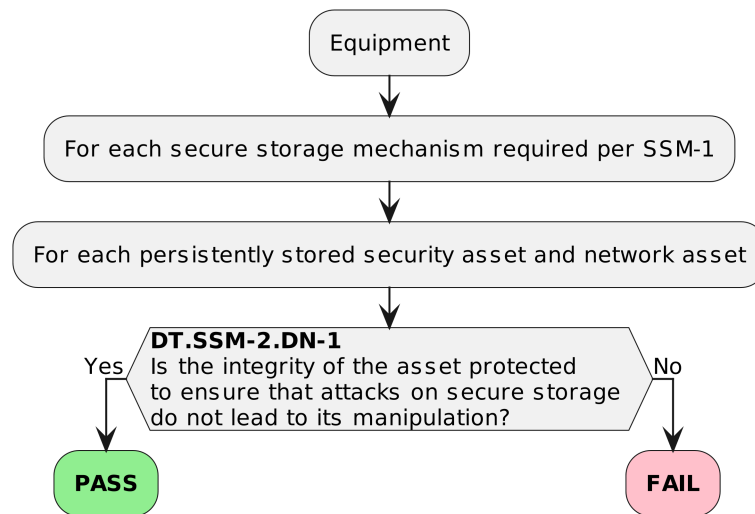 Equipment
For each secure storage mechanism required per SSM-1
For each persistently stored security asset and network asset
DT.SSM-2.DN-1
Yes
Is the integrity of the asset protected
No
to ensure that attacks on secure storage
do not lead to its manipulation?
PASS
FAIL